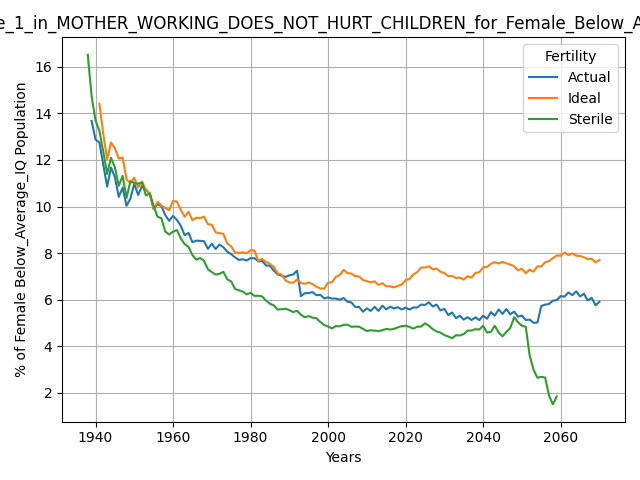 e_1_in_MOTHER_WORKING_DOES_NOT_HURT_CHILDREN_for_Female_Below_A
Fertility
Actual
Ideal
Sterile
% of Female Below_Average_IQ Population
16
14
12
10
8
6
4
2
1940
1960
1980
2000
2020
2040
2060
Years